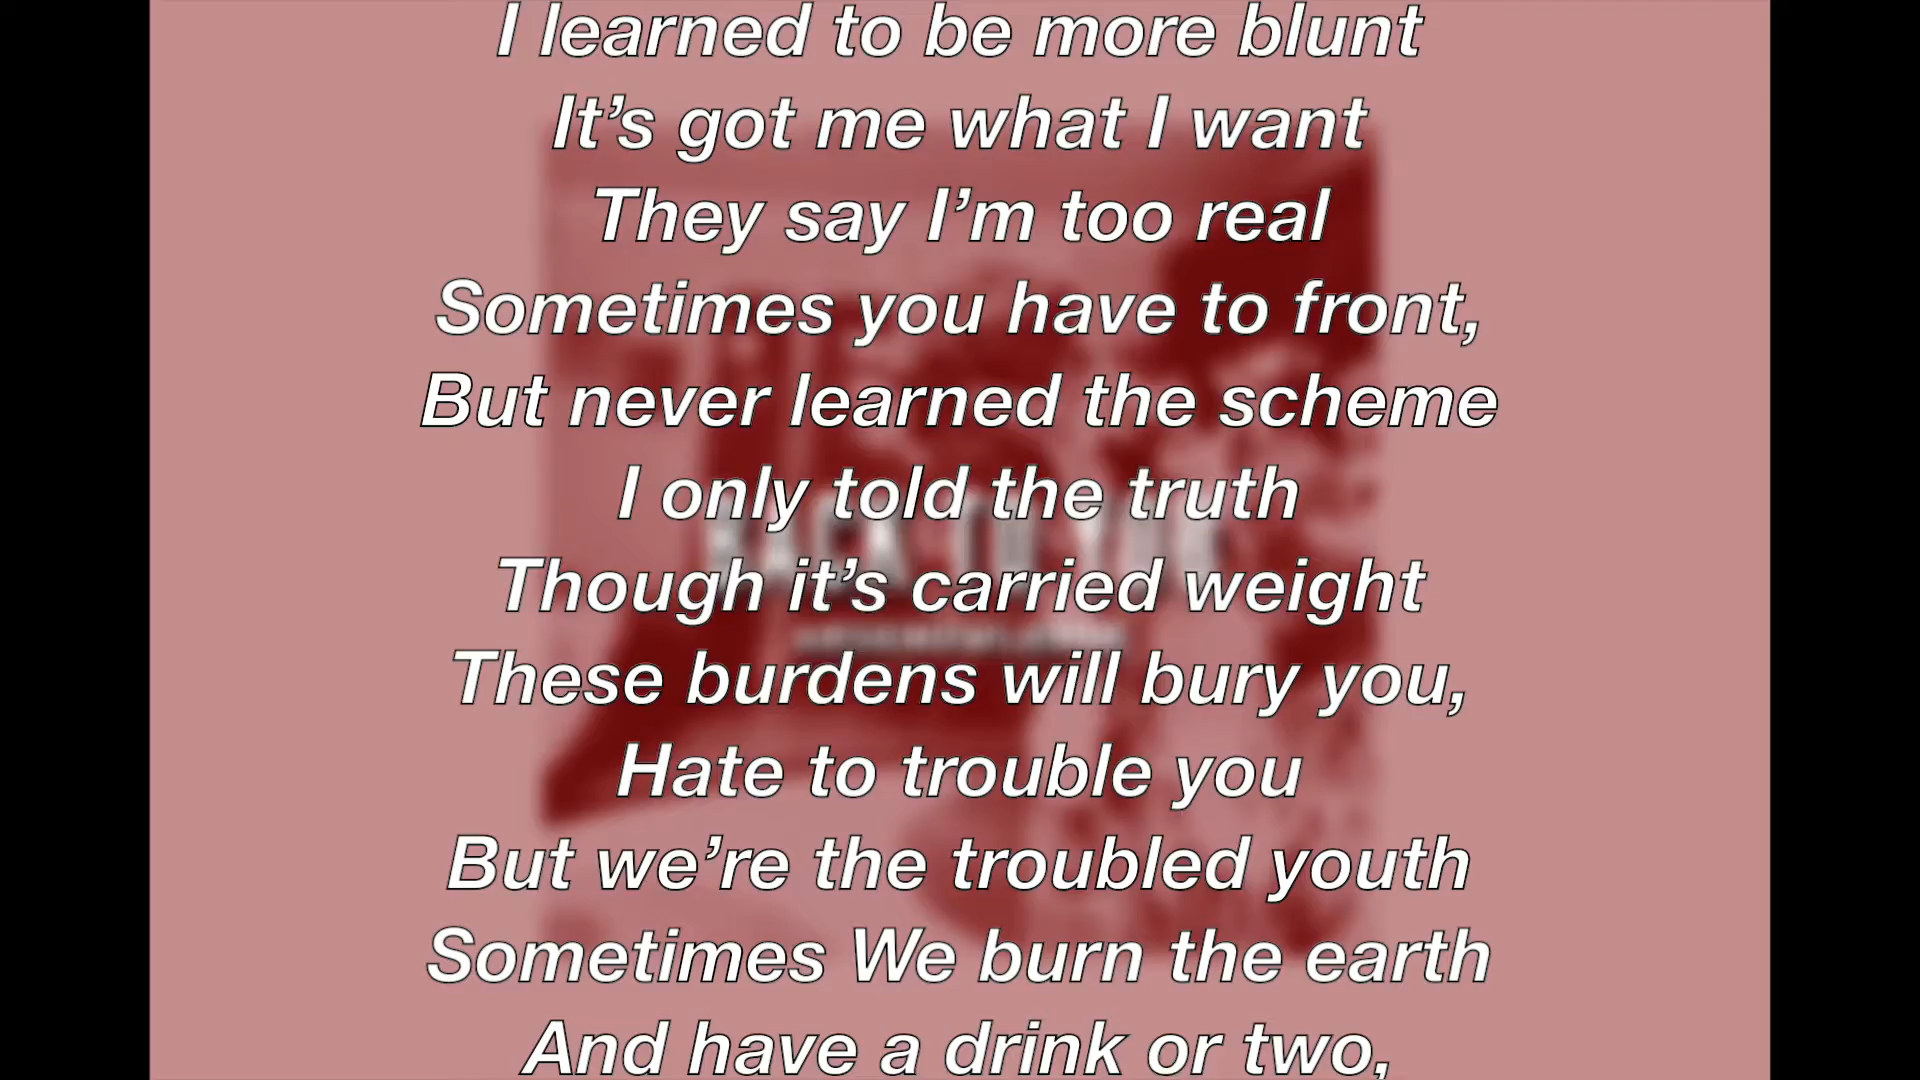 I learned to be more blunt
It's got me what I want
They say I'm too real
Sometimes you have to front,
But never learned the scheme
I only told the truth
BACK TO YOU
Though it's carried weight
These burdens will bury you,
Hate to trouble you
But we're the troubled youth
Sometimes We burn the earth
And have a drink or two,